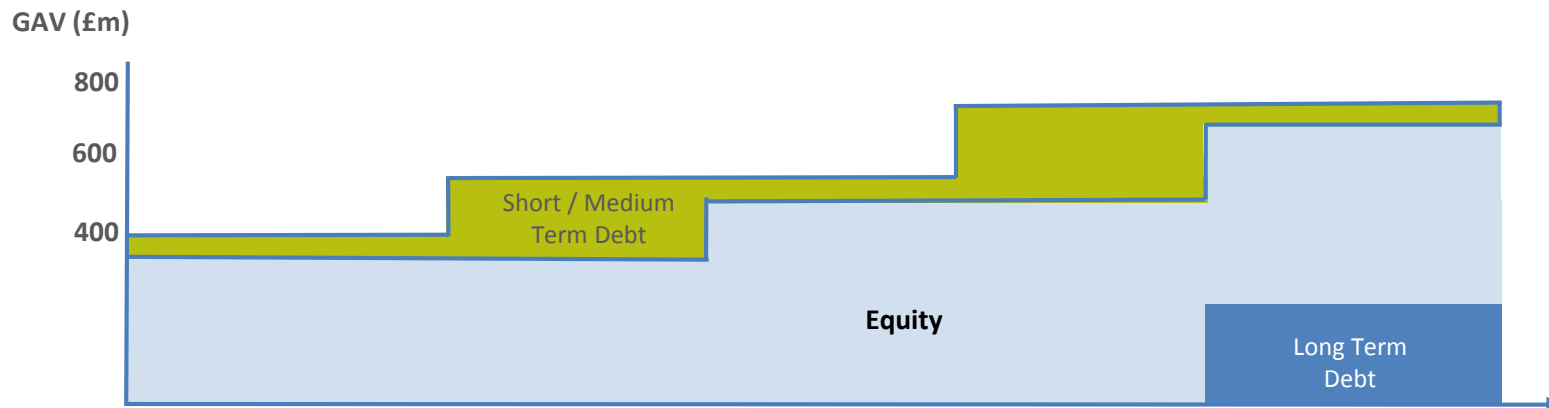 GAV (£m)
800
600
400
Short / Medium
Term Debt
Equity
Long Term
Debt